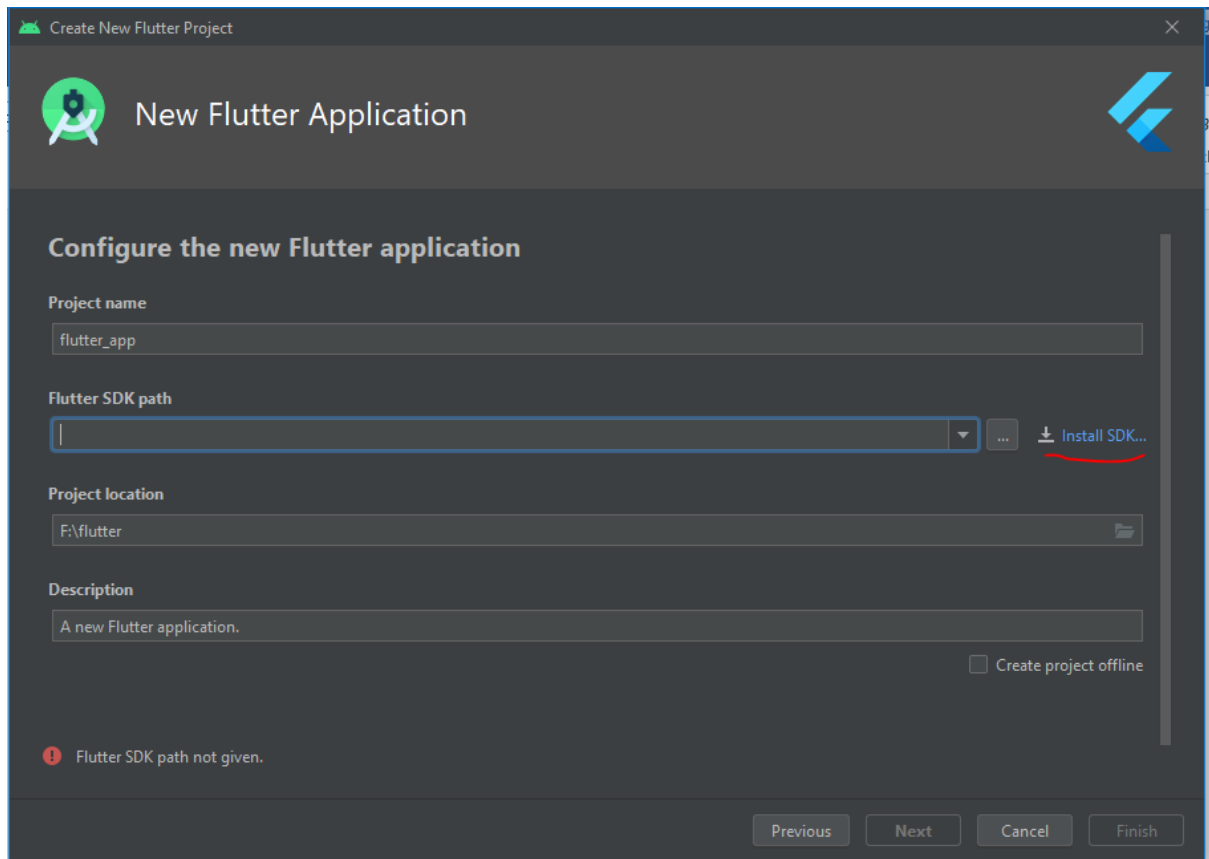 Create New Flutter Project
New Flutter Application
Configure the new Flutter application
Project name
flutter_app
Flutter SDK path
... Install SDK...
Project location
F:\flutter
Description
A new Flutter application.
Create project offline
Flutter SDK path not given.
Previous Next Cancel Finish